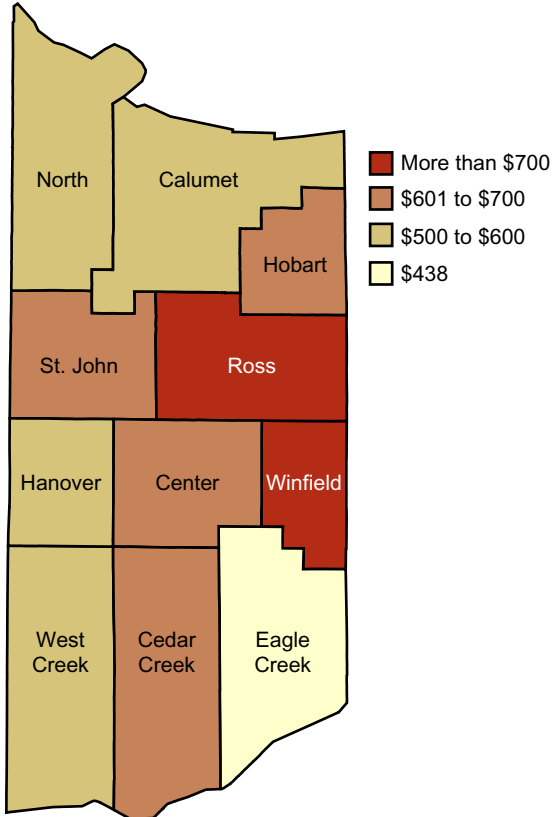 More than $700
$601 to $700
$500 to $600
$438
North
Calumet
Hobart
St. John
Ross
Hanover
Center
Winfield
West
Creek
Cedar
Creek
Eagle
Creek